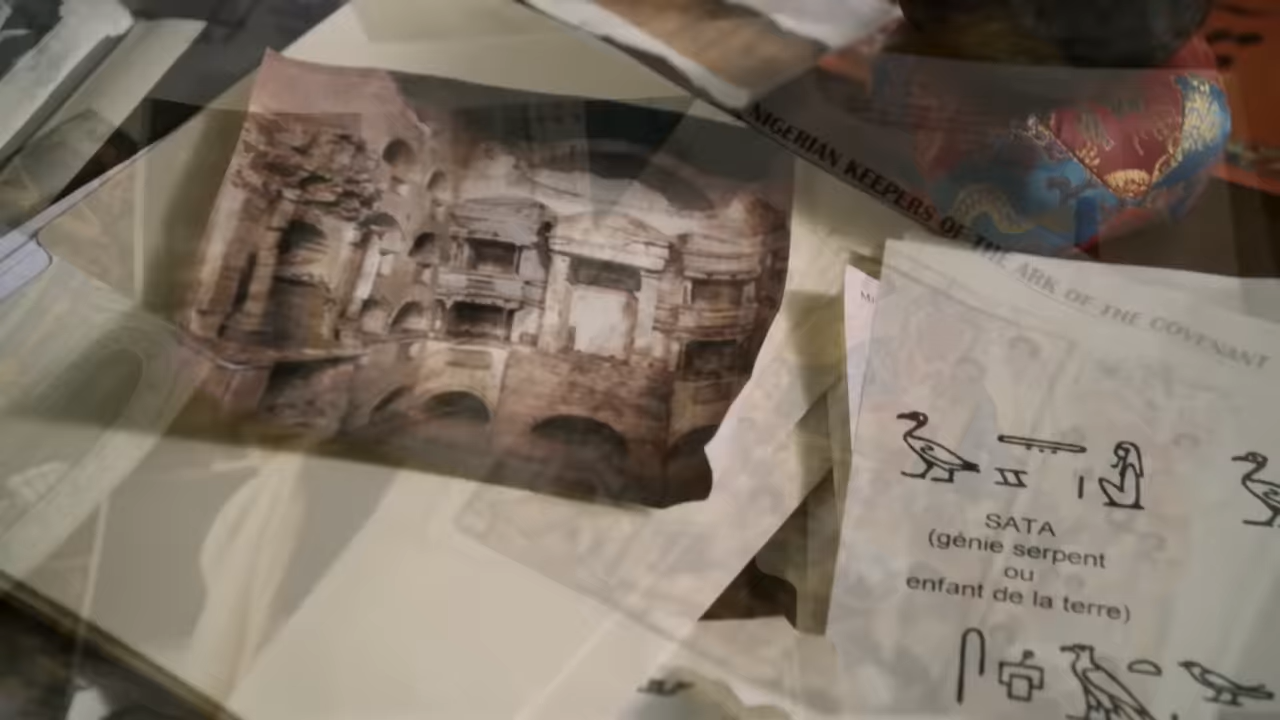 NIGERIAN KEEPERS OF THE ARK OF THE COVENANT
SATA
(génie serpent
ou
enfant de la terre)